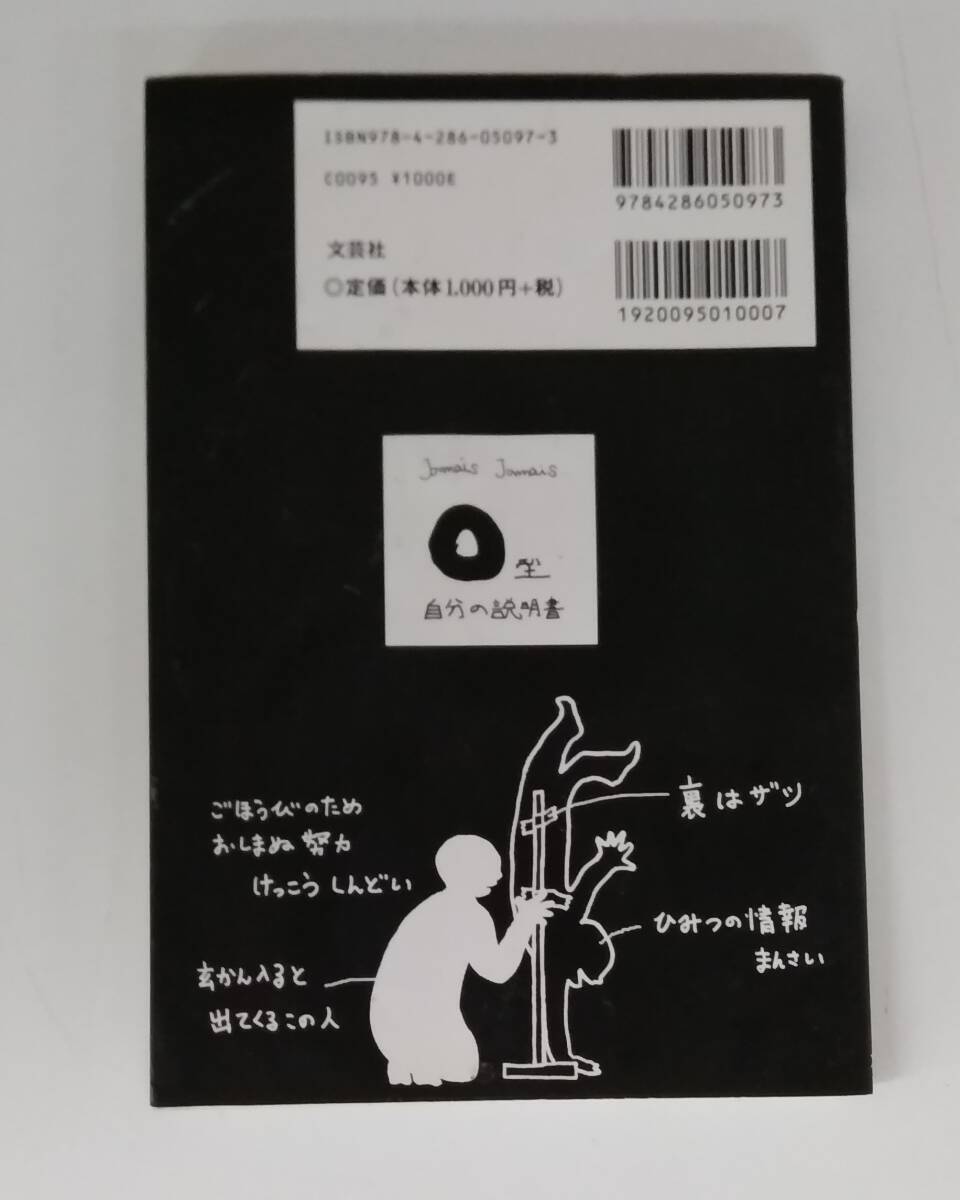 ISBN978-4-286-05097-3
C0095 ¥1000E
9784286050973
文芸社
◎定価(本体1,000円+税)
1920095010007
Jamais Jamais
O型
自分の説明書
裏はザツ
ごほうびのため
おしまぬ努力
けっこうしんどい
ひみつの情報
まんさい
玄かん入ると
出てくるこの人